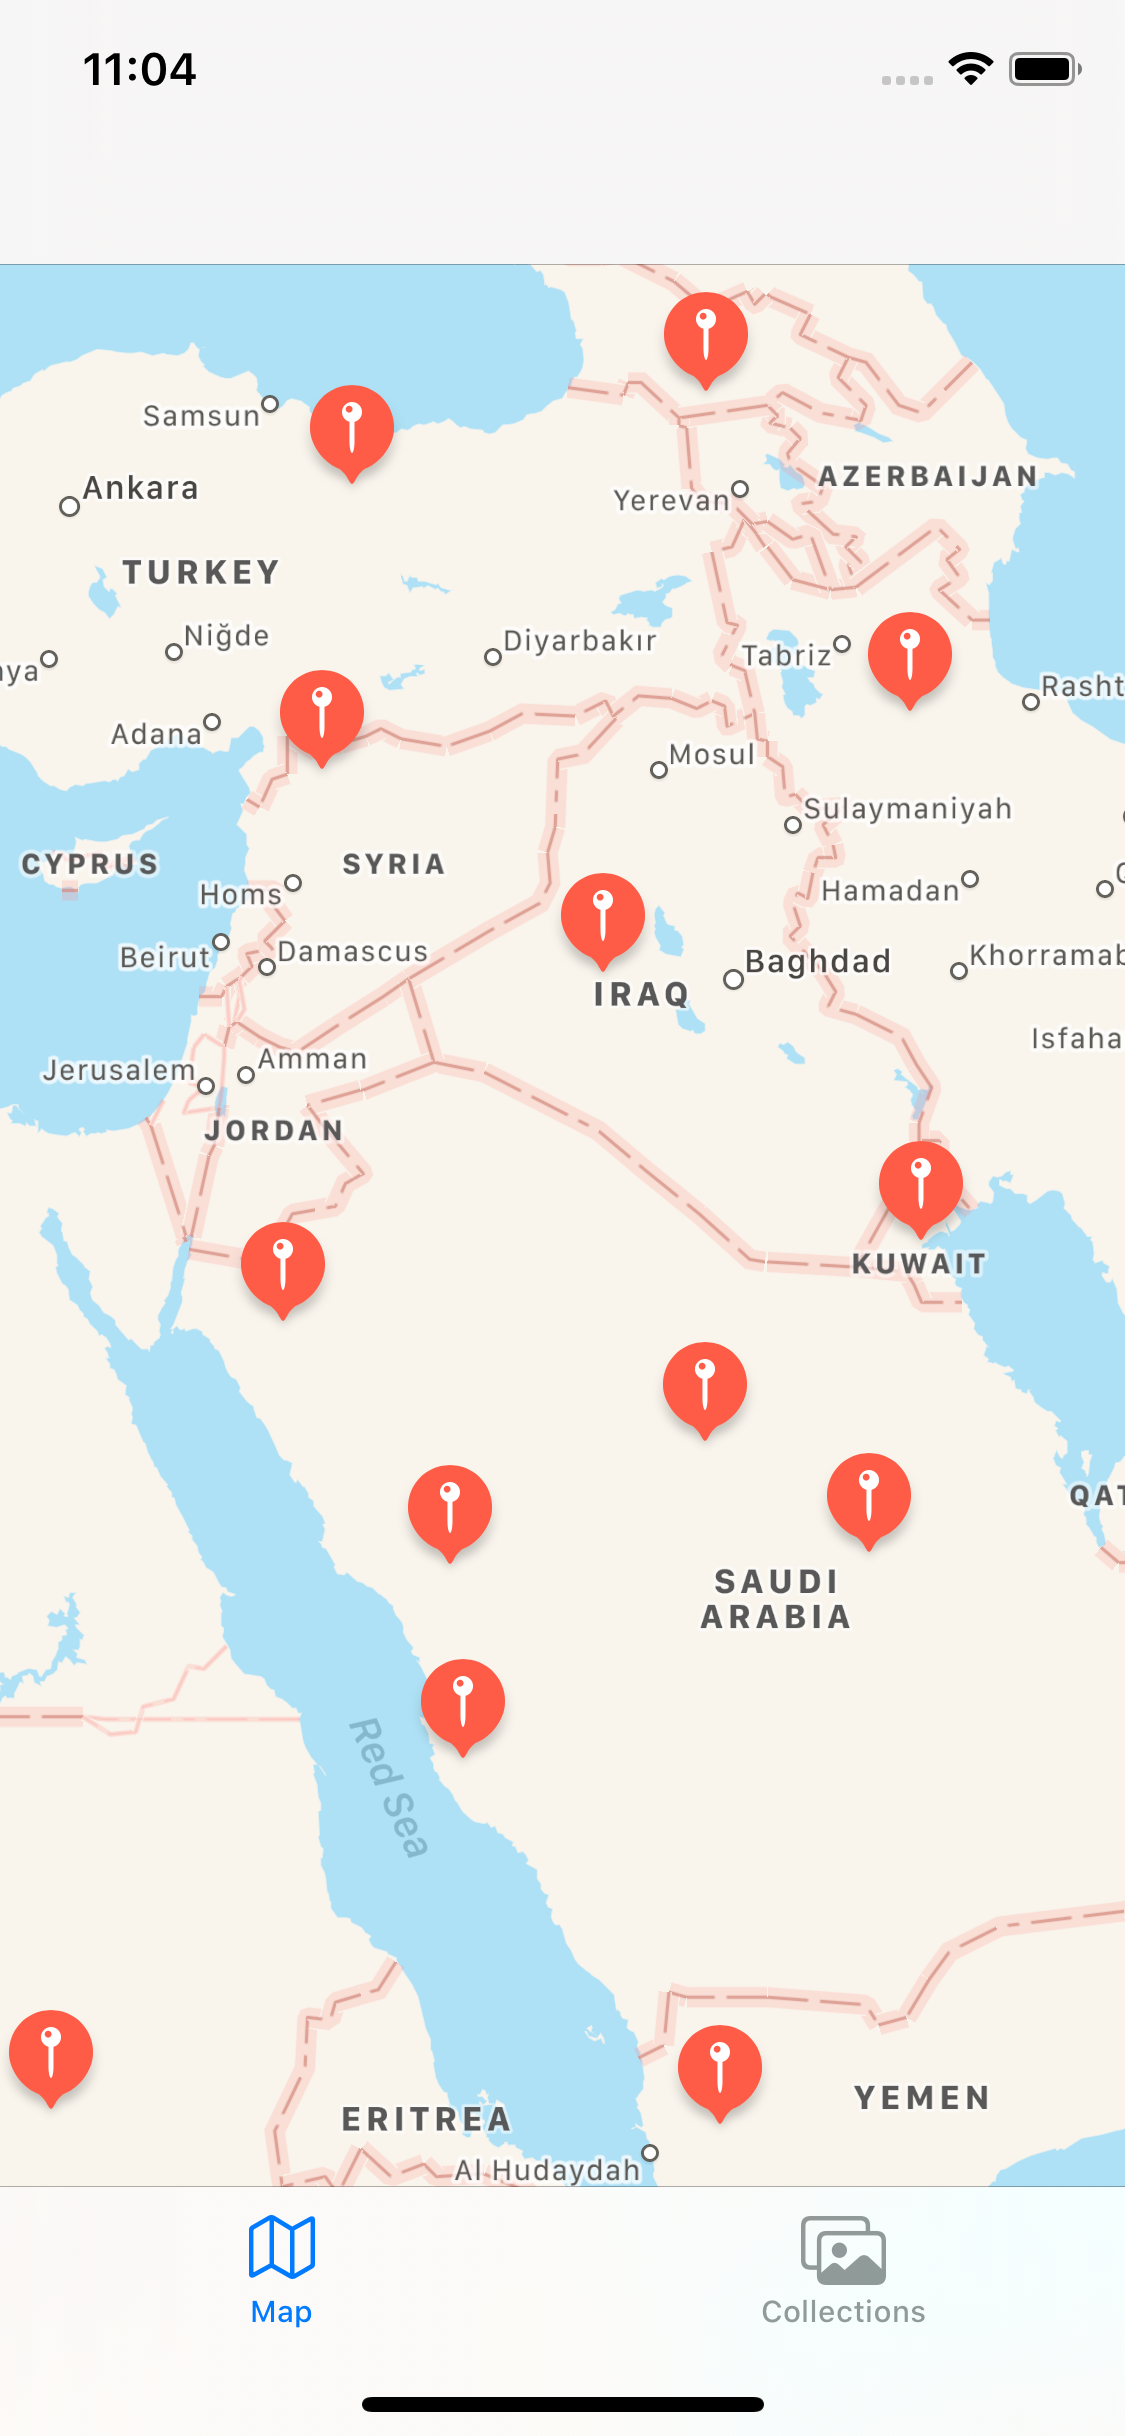 11:04
Samsun
Ankara
AZERBAIJAN
Yerevan
TURKEY
Niğde
Diyarbakır
Tabriz
nya
Rasht
Adana
Mosul
Sulaymaniyah
CYPRUS
SYRIA
Homs
Hamadan
Beirut
Damascus
Baghdad
Khorramab
IRAQ
Isfaha
Amman
Jerusalem
JORDAN
KUWAIT
QAT
SAUDI
ARABIA
Red Sea
YEMEN
ERITREA
Al Hudaydah
Map
Collections